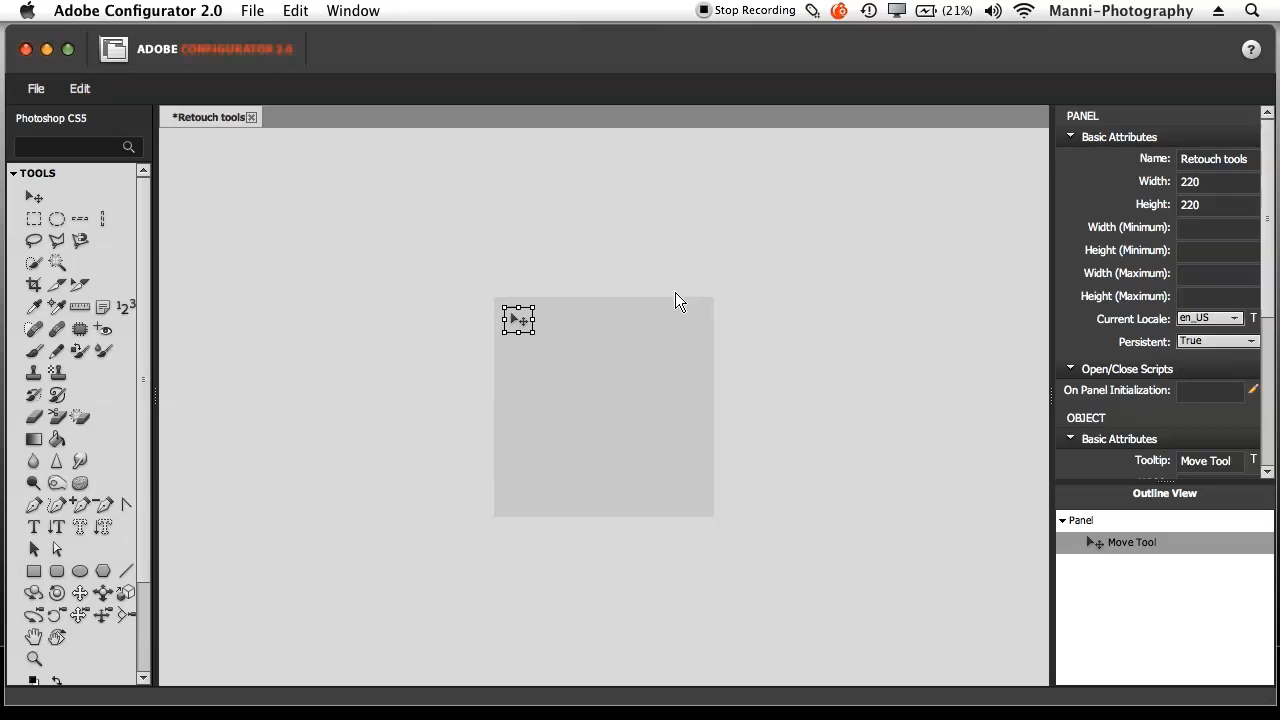 Adobe Configurator 2.0 File Edit Window Stop Recording (21%) Manni-Photography
ADOBE CONFIGURATOR 2.0 ?
File Edit
Photoshop CS5
*Retouch tools
TOOLS
PANEL
Basic Attributes
Name: Retouch tools
Width: 220
Height: 220
Width (Minimum):
Height (Minimum):
Width (Maximum):
Height (Maximum):
Current Locale: en_US T
Persistent: True
Open/Close Scripts
On Panel Initialization:
OBJECT
Basic Attributes
Tooltip: Move Tool T
Outline View
Panel
Move Tool